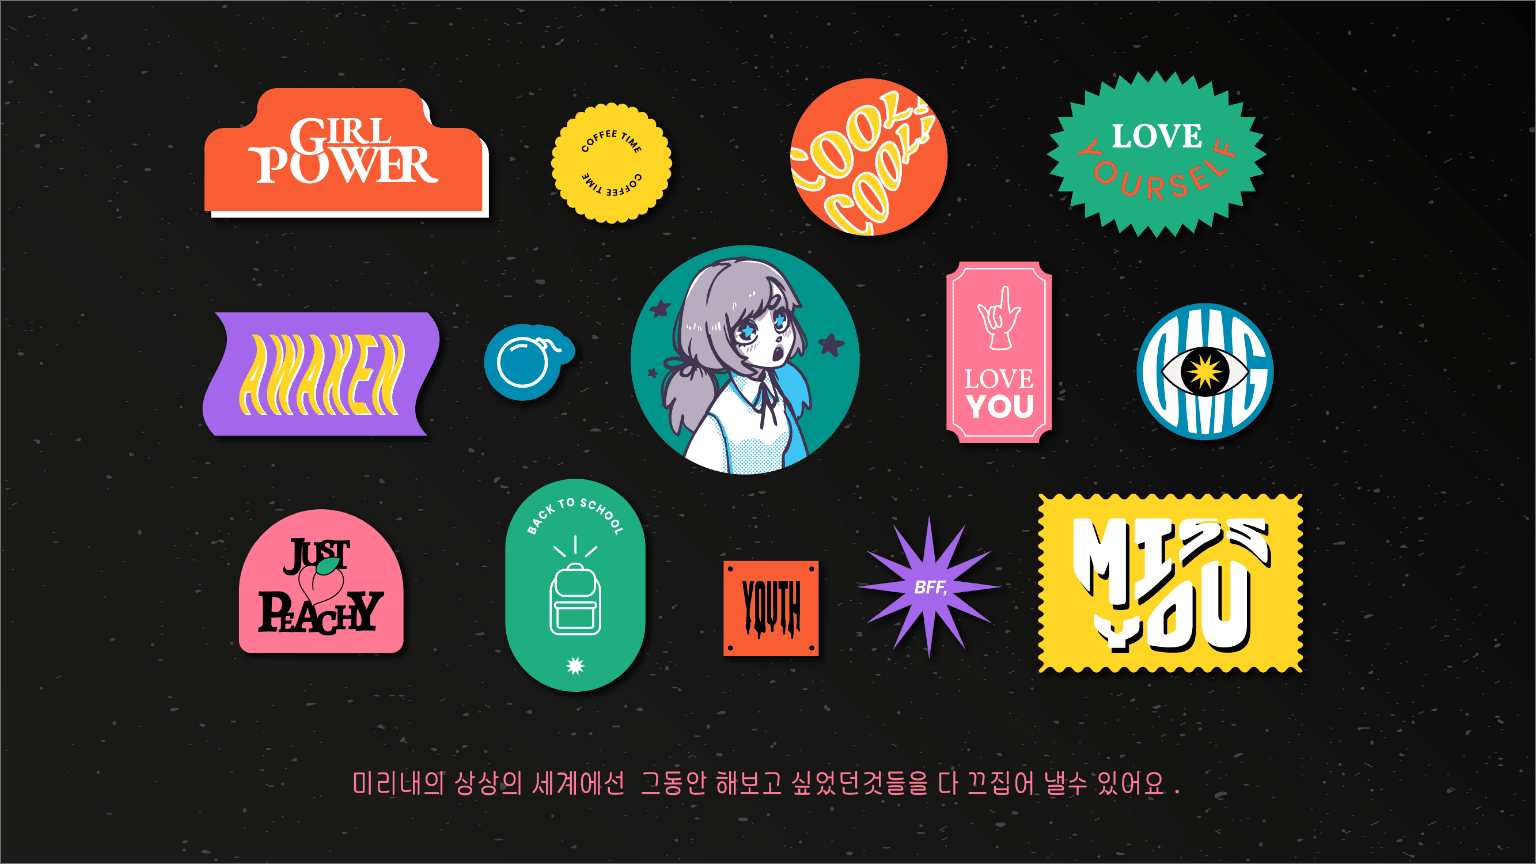 GIRL
POWER
COFFEE TIME
COFFEE TIME
COOL
COOL
LOVE
YOURSELF
AWAKEN
LOVE
YOU
OMG
JUST
PEACHY
BACK TO SCHOOL
YOUTH
BFF,
MISS
YOU
미리내의 상상의 세계에선 그동안 해보고 싶었던것들을 다 끄집어 낼수 있어요 .